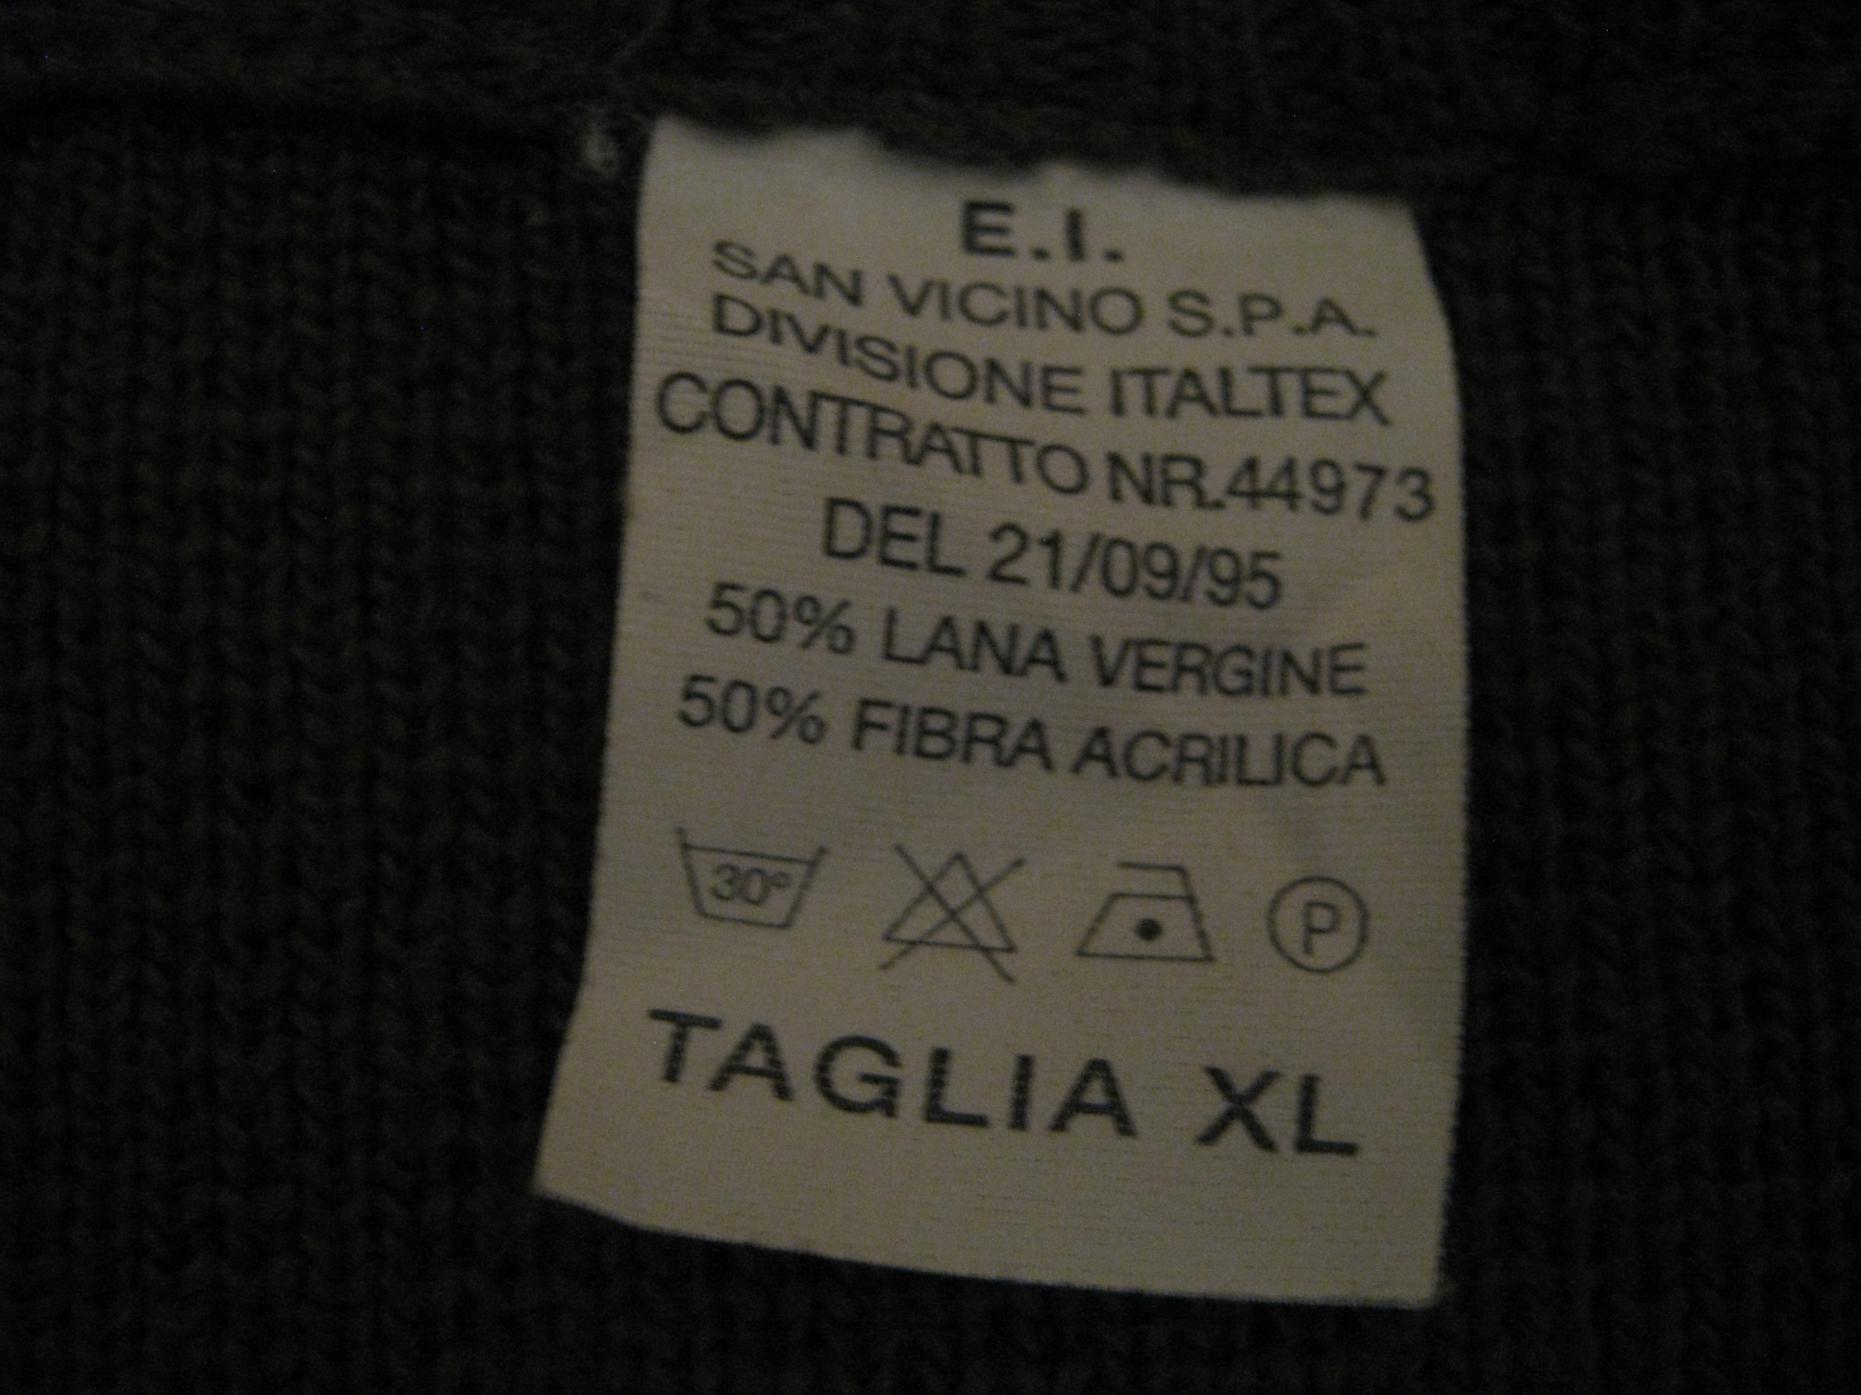 E.I.
SAN VICINO S.P.A.
DIVISIONE ITALTEX
CONTRATTO NR.44973
DEL 21/09/95
50% LANA VERGINE
50% FIBRA ACRILICA
30° P
TAGLIA XL